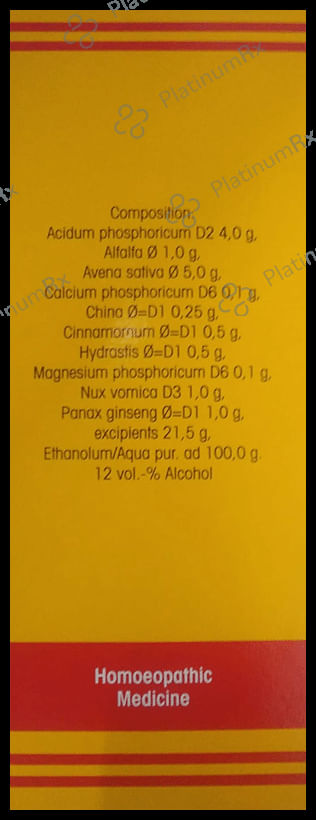 PlatinumRx
PlatinumRx
PlatinumRx
Composition:
Acidum phosphoricum D2 4,0 g,
Alfalfa Ø 1,0 g,
Avena sativa Ø 5,0 g,
Calcium phosphoricum D6 0,1 g,
China Ø=D1 0,25 g,
Cinnamomum Ø=D1 0,5 g,
Hydrastis Ø=D1 0,5 g,
Magnesium phosphoricum D6 0,1 g,
Nux vomica D3 1,0 g,
Panax ginseng Ø=D1 1,0 g,
excipients 21,5 g,
Ethanolum/Aqua pur. ad 100,0 g.
12 vol.-% Alcohol
Homoeopathic
Medicine